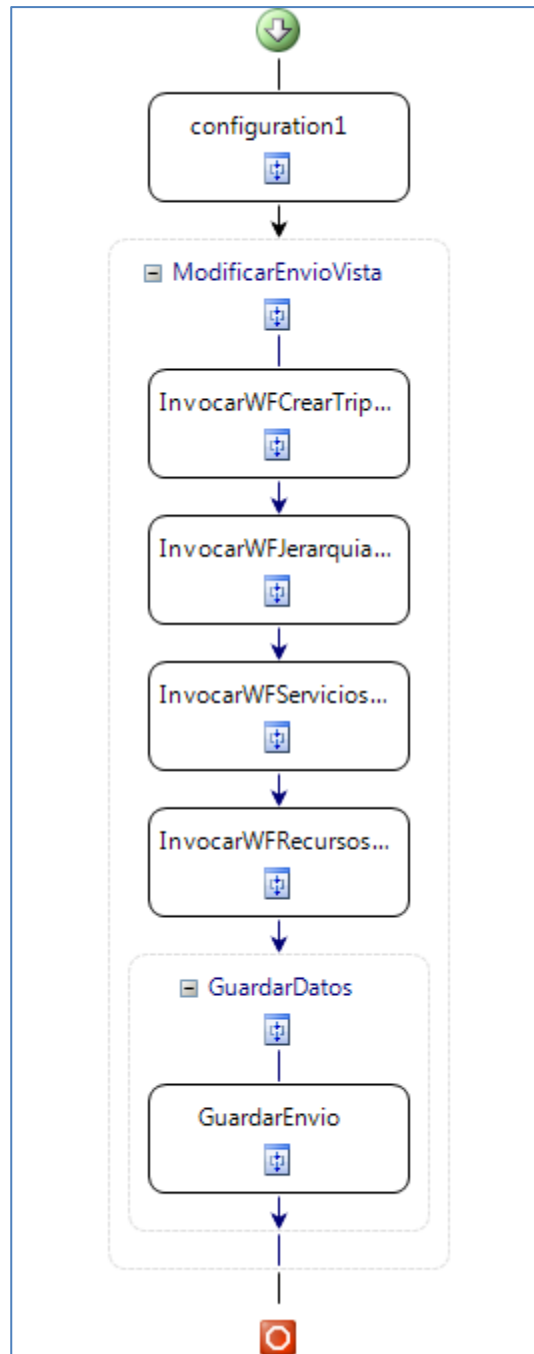 configuration1
ModificarEnvioVista
InvocarWFCrearTrip...
InvocarWFJerarquia...
InvocarWFServicios...
InvocarWFRecursos...
GuardarDatos
GuardarEnvio